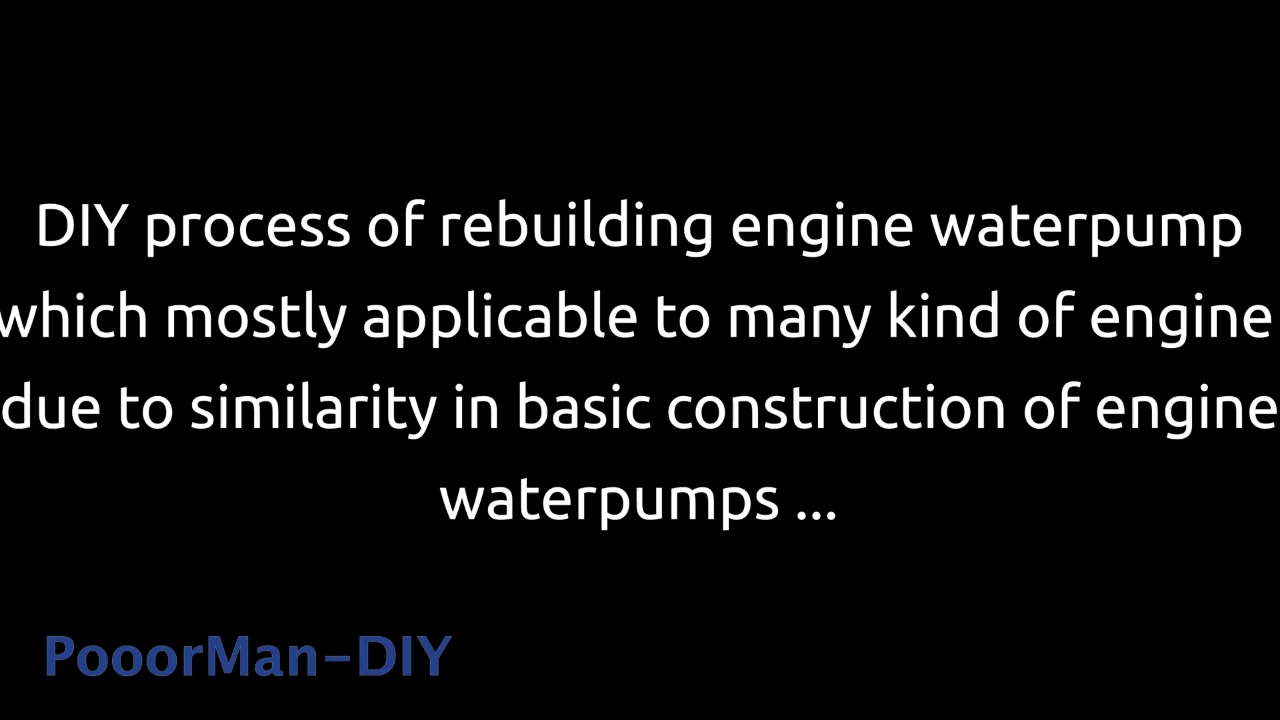 DIY process of rebuilding engine waterpump
which mostly applicable to many kind of engine
due to similarity in basic construction of engine
waterpumps ...
PooorMan-DIY